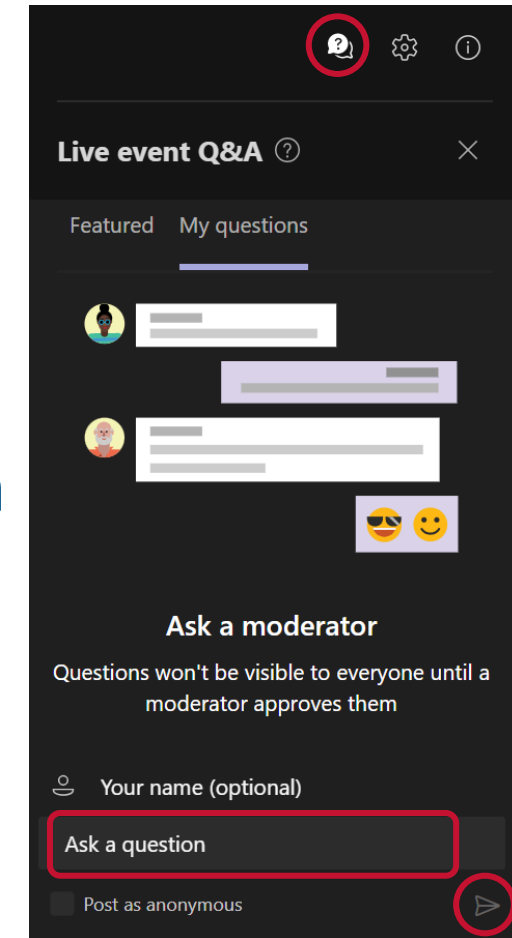 Live event Q&A
Featured My questions
Ask a moderator
Questions won't be visible to everyone until a
moderator approves them
Your name (optional)
Ask a question
Post as anonymous